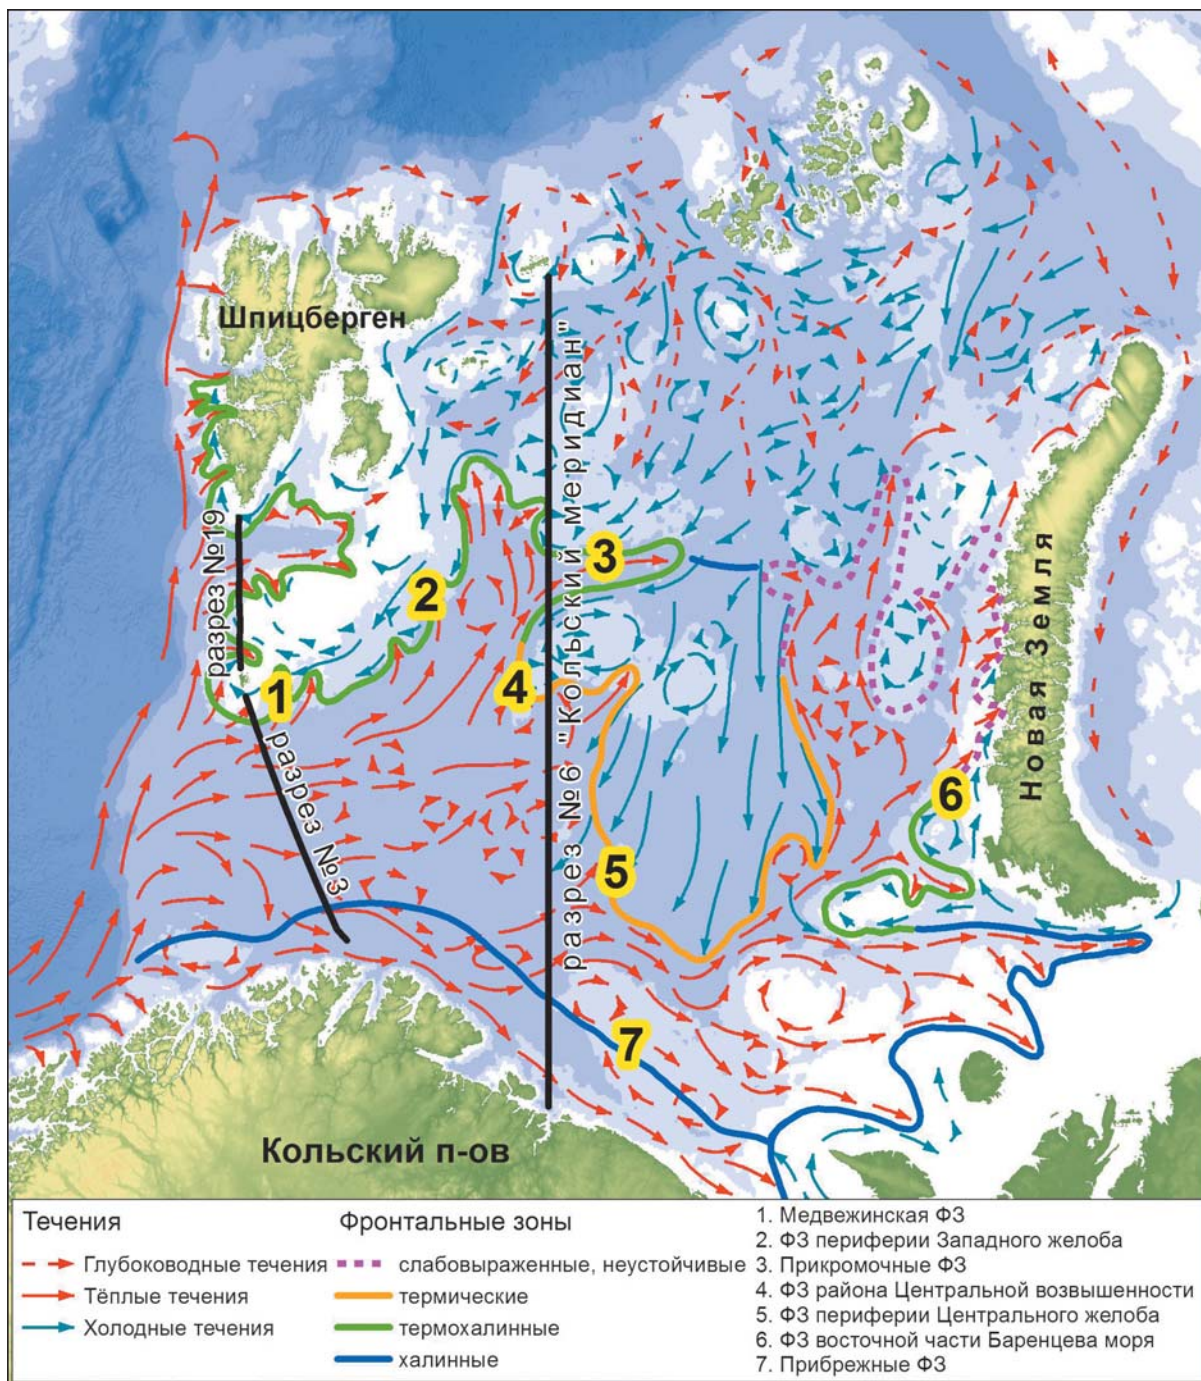 Шпицберген
разрез №19
3
2
4
1
разрез №3
разрез №6 "Кольский меридиан"
Новая Земля
6
5
7
Кольский п-ов
Течения
Глубоководные течения
Тёплые течения
Холодные течения
Фронтальные зоны
слабовыраженные, неустойчивые
термические
термохалинные
халинные
1. Медвежинская ФЗ
2. ФЗ периферии Западного желоба
3. Прикромочные ФЗ
4. ФЗ района Центральной возвышенности
5. ФЗ периферии Центрального желоба
6. ФЗ восточной части Баренцева моря
7. Прибрежные ФЗ